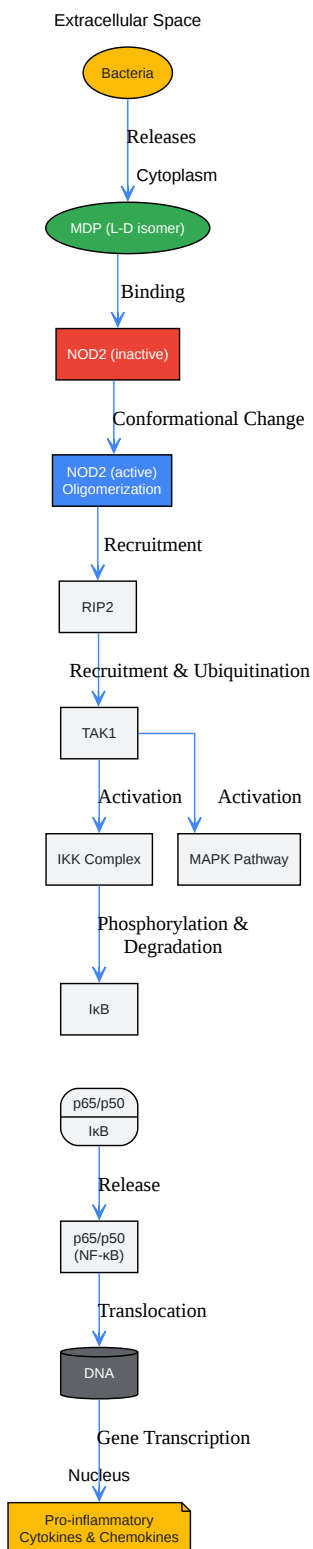 Extracellular Space
Bacteria
Releases
Cytoplasm
MDP (L-D isomer)
Binding
NOD2 (inactive)
Conformational Change
NOD2 (active)
Oligomerization
Recruitment
RIP2
Recruitment & Ubiquitination
TAK1
Activation
Activation
IKK Complex
MAPK Pathway
Phosphorylation &
Degradation
IκB
p65/p50
IκB
Release
p65/p50
(NF-κB)
Translocation
DNA
Gene Transcription
Nucleus
Pro-inflammatory
Cytokines & Chemokines